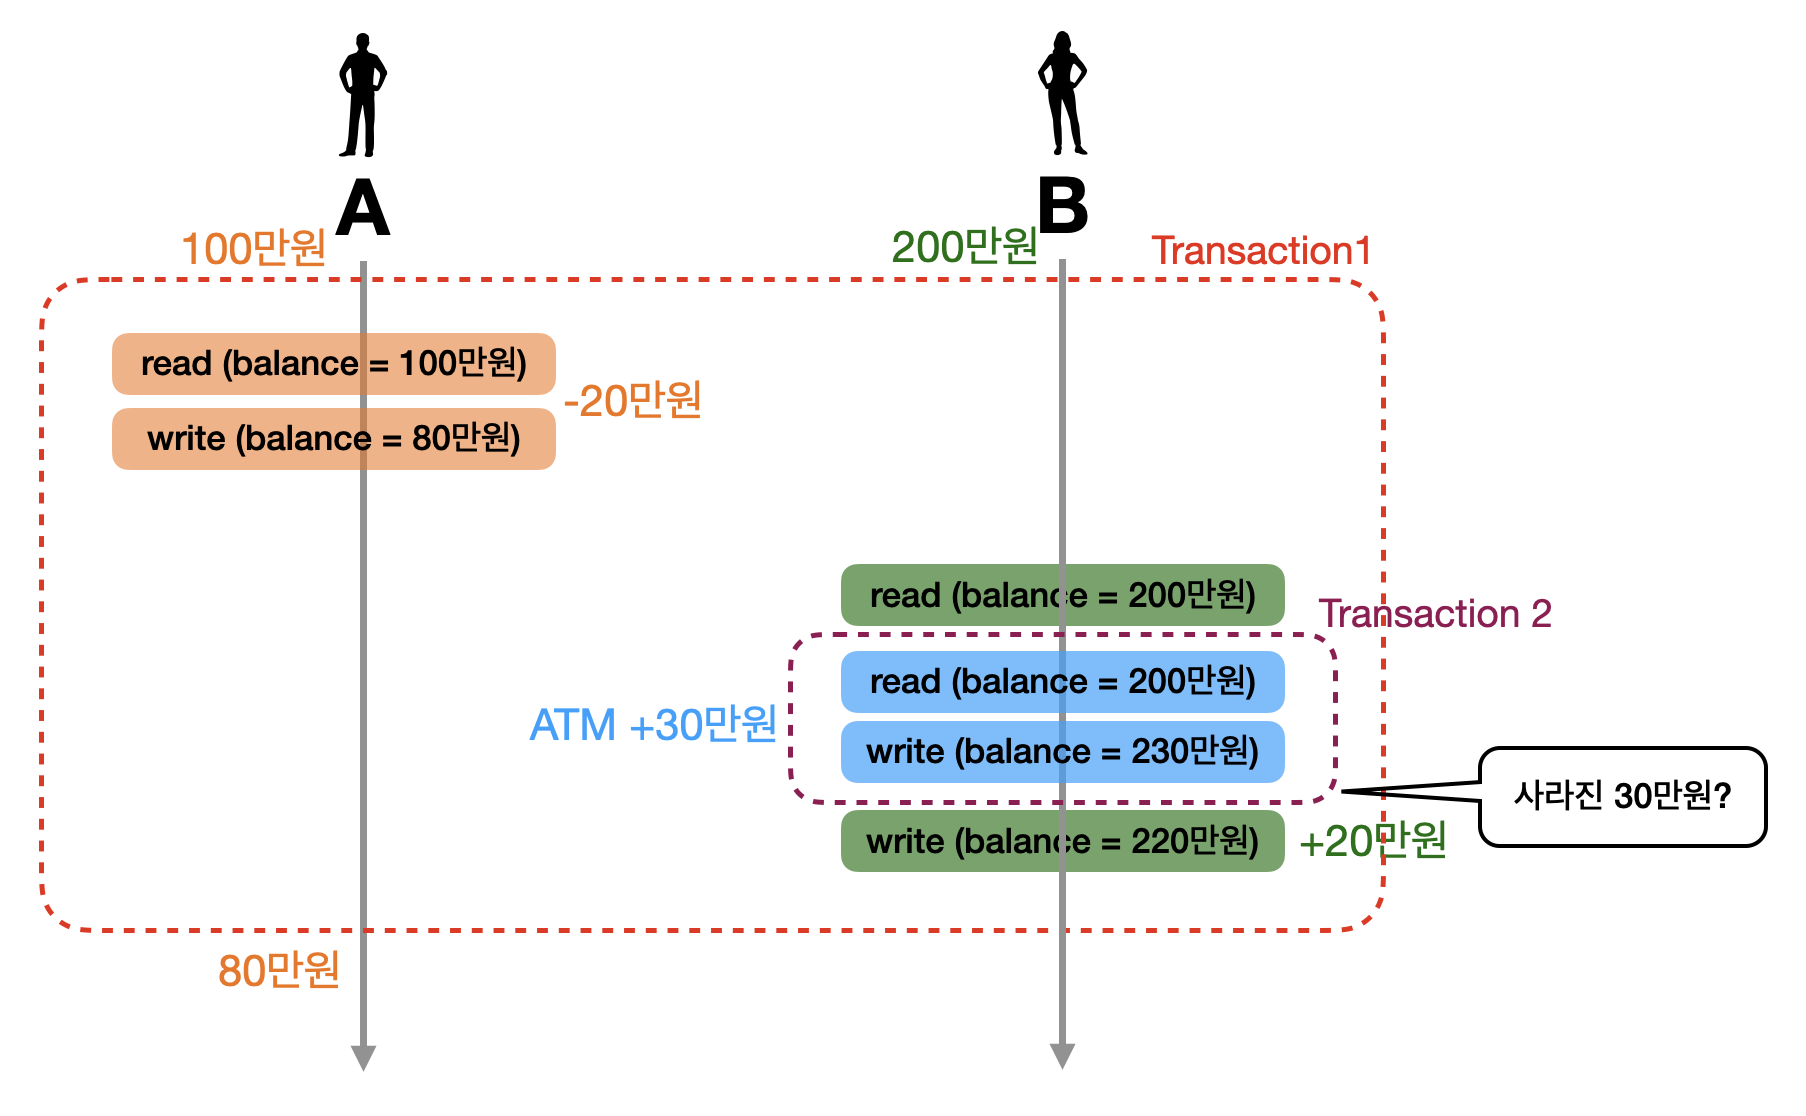 A
B
100만원
200만원
Transaction1
read (balance = 100만원)
-20만원
write (balance = 80만원)
read (balance = 200만원)
Transaction 2
read (balance = 200만원)
ATM +30만원
write (balance = 230만원)
사라진 30만원?
write (balance = 220만원)
+20만원
80만원